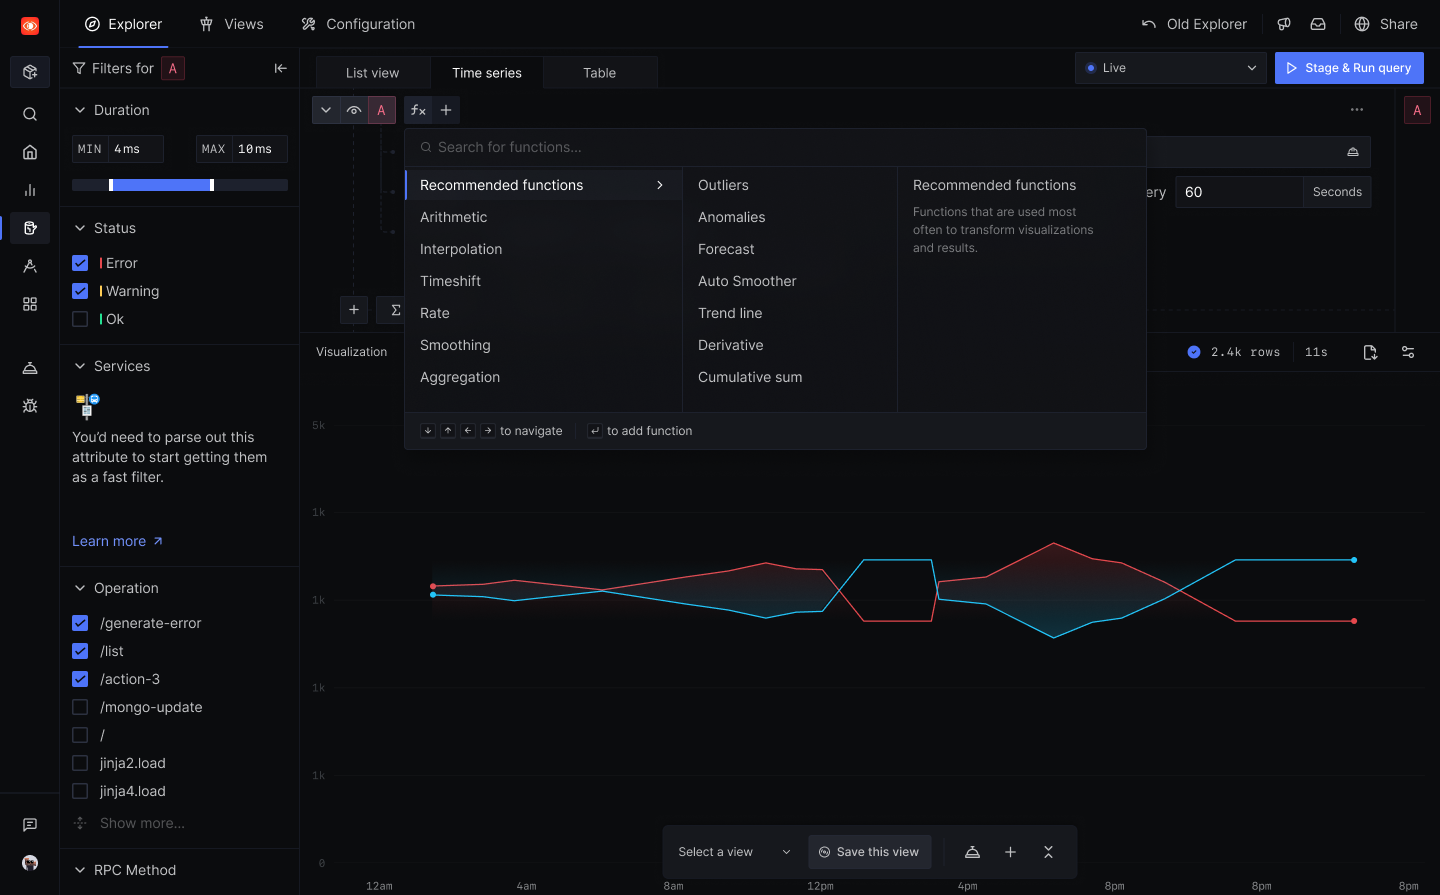 Explorer
Views
Configuration
Old Explorer
Share
Filters for A
List view
Time series
Table
Live
Stage & Run query
Duration
MIN 4ms
MAX 10ms
A
A
Search for functions...
Recommended functions
Arithmetic
Interpolation
Timeshift
Rate
Smoothing
Aggregation
Outliers
Anomalies
Forecast
Auto Smoother
Trend line
Derivative
Cumulative sum
Recommended functions
Functions that are used most
often to transform visualizations
and results.
ery 60 Seconds
to navigate
to add function
Status
Error
Warning
Ok
Visualization
2.4k rows
11s
Services
You’d need to parse out this
attribute to start getting them
as a fast filter.
Learn more
Operation
/generate-error
/list
/action-3
/mongo-update
/
jinja2.load
jinja4.load
Show more...
RPC Method
5k
1k
1k
1k
1k
0
12am
4am
8am
12pm
4pm
8pm
8pm
8pm
Select a view
Save this view